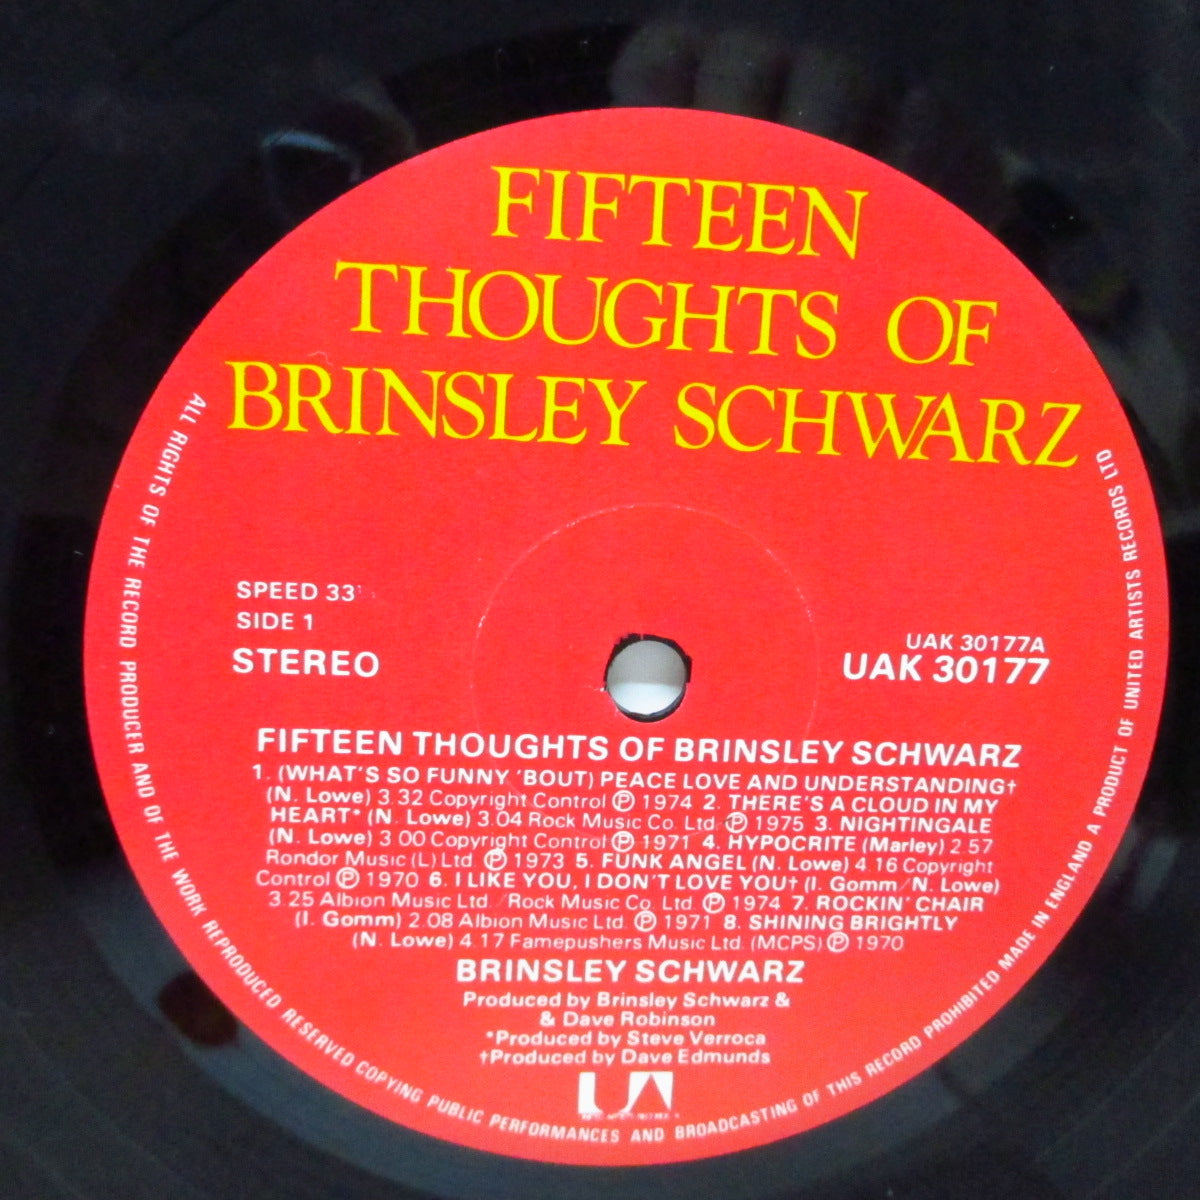 FIFTEEN
THOUGHTS OF
BRINSLEY SCHWARZ
SPEED 33
SIDE 1
STEREO
UAK 30177A
UAK 30177
FIFTEEN THOUGHTS OF BRINSLEY SCHWARZ
1. (WHAT'S SO FUNNY 'BOUT) PEACE LOVE AND UNDERSTANDING†
(N. Lowe) 3.32 Copyright Control ℗ 1974 2. THERE'S A CLOUD IN MY
HEART* (N. Lowe) 3.04 Rock Music Co. Ltd. ℗ 1975 3. NIGHTINGALE
(N. Lowe) 3.00 Copyright Control ℗ 1971 4. HYPOCRITE (Marley) 2.57
Rondor Music (L) Ltd. ℗ 1973 5. FUNK ANGEL (N. Lowe) 4.16 Copyright
Control ℗ 1970 6. I LIKE YOU, I DON'T LOVE YOU† (I. Gomm/N. Lowe)
3.25 Albion Music Ltd./Rock Music Co. Ltd. ℗ 1974 7. ROCKIN' CHAIR
(I. Gomm) 2.08 Albion Music Ltd. ℗ 1971 8. SHINING BRIGHTLY
(N. Lowe) 4.17 Famepushers Music Ltd. (MCPS) ℗ 1970
BRINSLEY SCHWARZ
Produced by Brinsley Schwarz &
& Dave Robinson
*Produced by Steve Verroca
†Produced by Dave Edmunds
UA
ALL RIGHTS OF THE RECORD PRODUCER AND OF THE WORK REPRODUCED RESERVED COPYING PUBLIC PERFORMANCES AND BROADCASTING OF THIS RECORD PROHIBITED MADE IN ENGLAND A PRODUCT OF UNITED ARTISTS RECORDS LTD